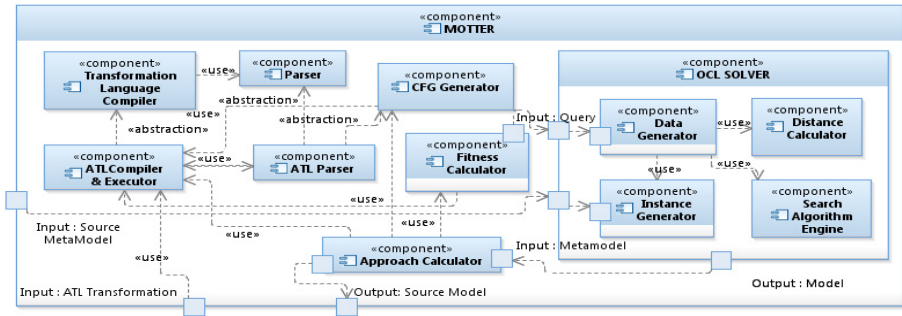 «component»
MOTTER
«component»
Transformation
Language
Compiler
«use»
«component»
Parser
«component»
CFG Generator
«component»
OCL SOLVER
«abstraction»
«use»
«abstraction»
«abstraction»
Input : Query
«component»
Data
Generator
«use»
«component»
Distance
Calculator
«component»
ATLCompiler
& Executor
«use»
«component»
ATL Parser
«component»
Fitness
Calculator
«use»
«use»
«component»
Instance
Generator
«component»
Search
Algorithm
Engine
Input : Source
MetaModel
«use»
«use»
«component»
Approach Calculator
Input : Metamodel
«use»
Input : ATL Transformation
Output: Source Model
Output : Model